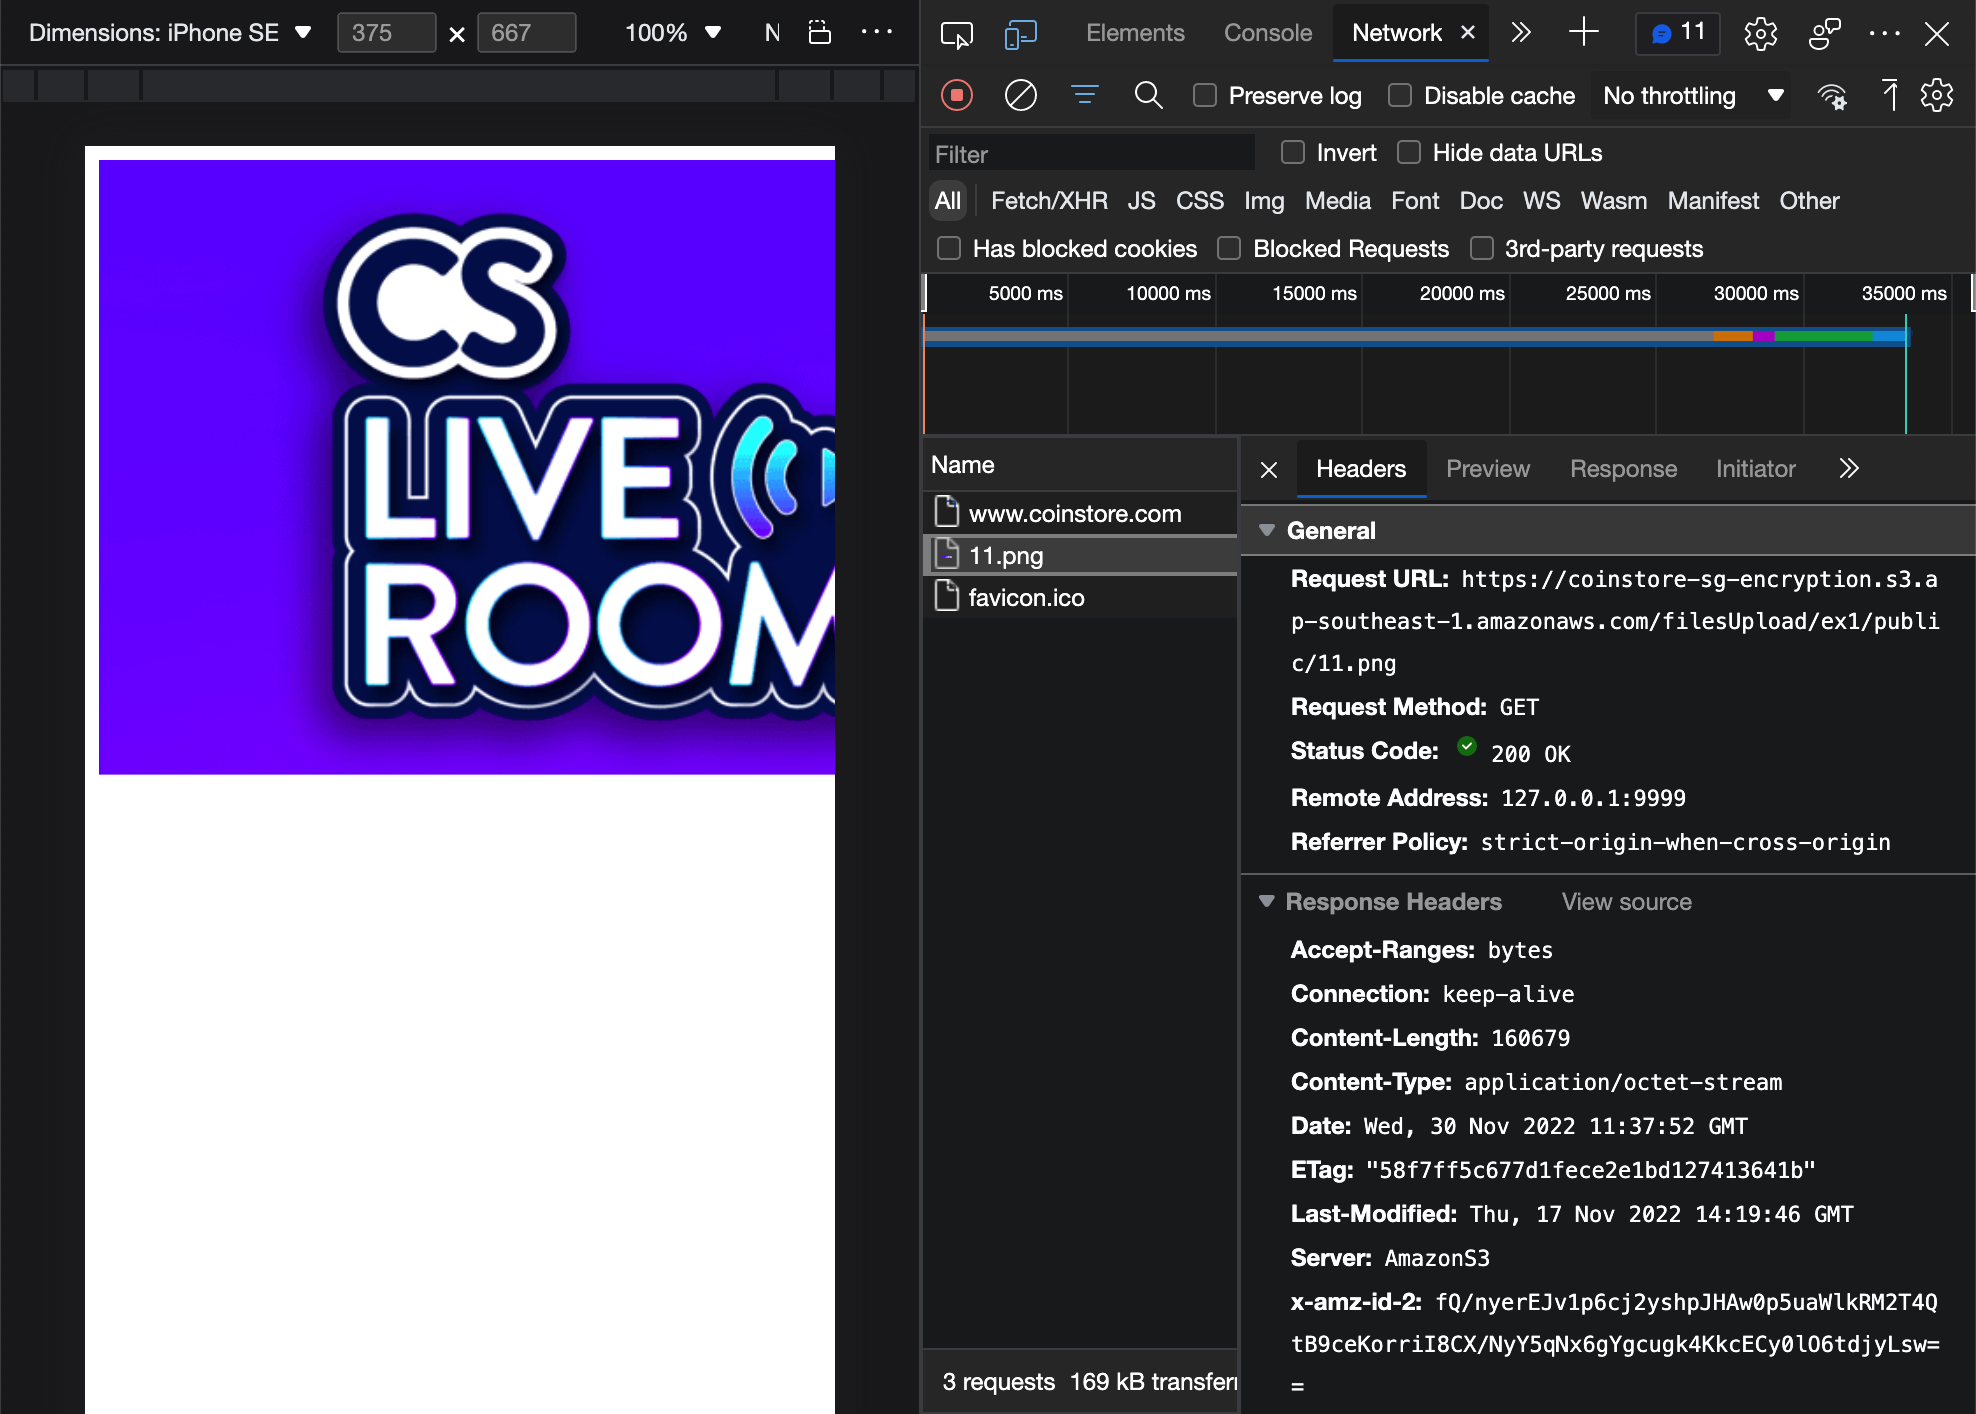 Dimensions: iPhone SE 375 × 667 100% N
Elements Console Network 11
Preserve log Disable cache No throttling
Filter Invert Hide data URLs
All Fetch/XHR JS CSS Img Media Font Doc WS Wasm Manifest Other
Has blocked cookies Blocked Requests 3rd-party requests
5000 ms 10000 ms 15000 ms 20000 ms 25000 ms 30000 ms 35000 ms
CS
LIVE
ROOM
Name
www.coinstore.com
11.png
favicon.ico
3 requests 169 kB transferr
Headers Preview Response Initiator
General
Request URL: https://coinstore-sg-encryption.s3.a
p-southeast-1.amazonaws.com/filesUpload/ex1/publi
c/11.png
Request Method: GET
Status Code: 200 OK
Remote Address: 127.0.0.1:9999
Referrer Policy: strict-origin-when-cross-origin
Response Headers View source
Accept-Ranges: bytes
Connection: keep-alive
Content-Length: 160679
Content-Type: application/octet-stream
Date: Wed, 30 Nov 2022 11:37:52 GMT
ETag: "58f7ff5c677d1fece2e1bd127413641b"
Last-Modified: Thu, 17 Nov 2022 14:19:46 GMT
Server: AmazonS3
x-amz-id-2: fQ/nyerEJv1p6cj2yshpJHAw0p5uaWlkRM2T4Q
tB9ceKorriI8CX/NyY5qNx6gYgcugk4KkcECy0lO6tdjyLsw=
=